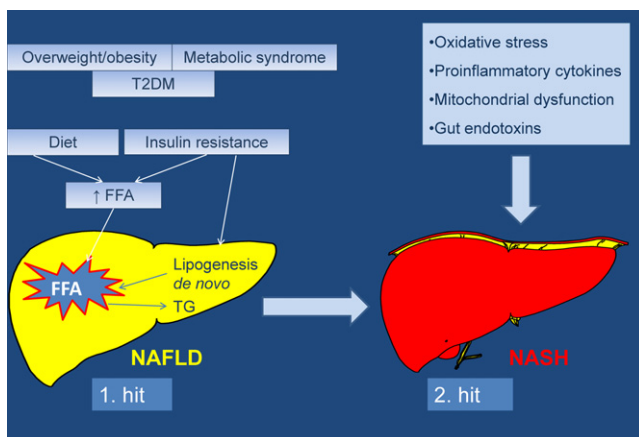 Overweight/obesity
Metabolic syndrome
T2DM
Diet
Insulin resistance
↑ FFA
FFA
Lipogenesis
de novo
TG
NAFLD
1. hit
•Oxidative stress
•Proinflammatory cytokines
•Mitochondrial dysfunction
•Gut endotoxins
NASH
2. hit